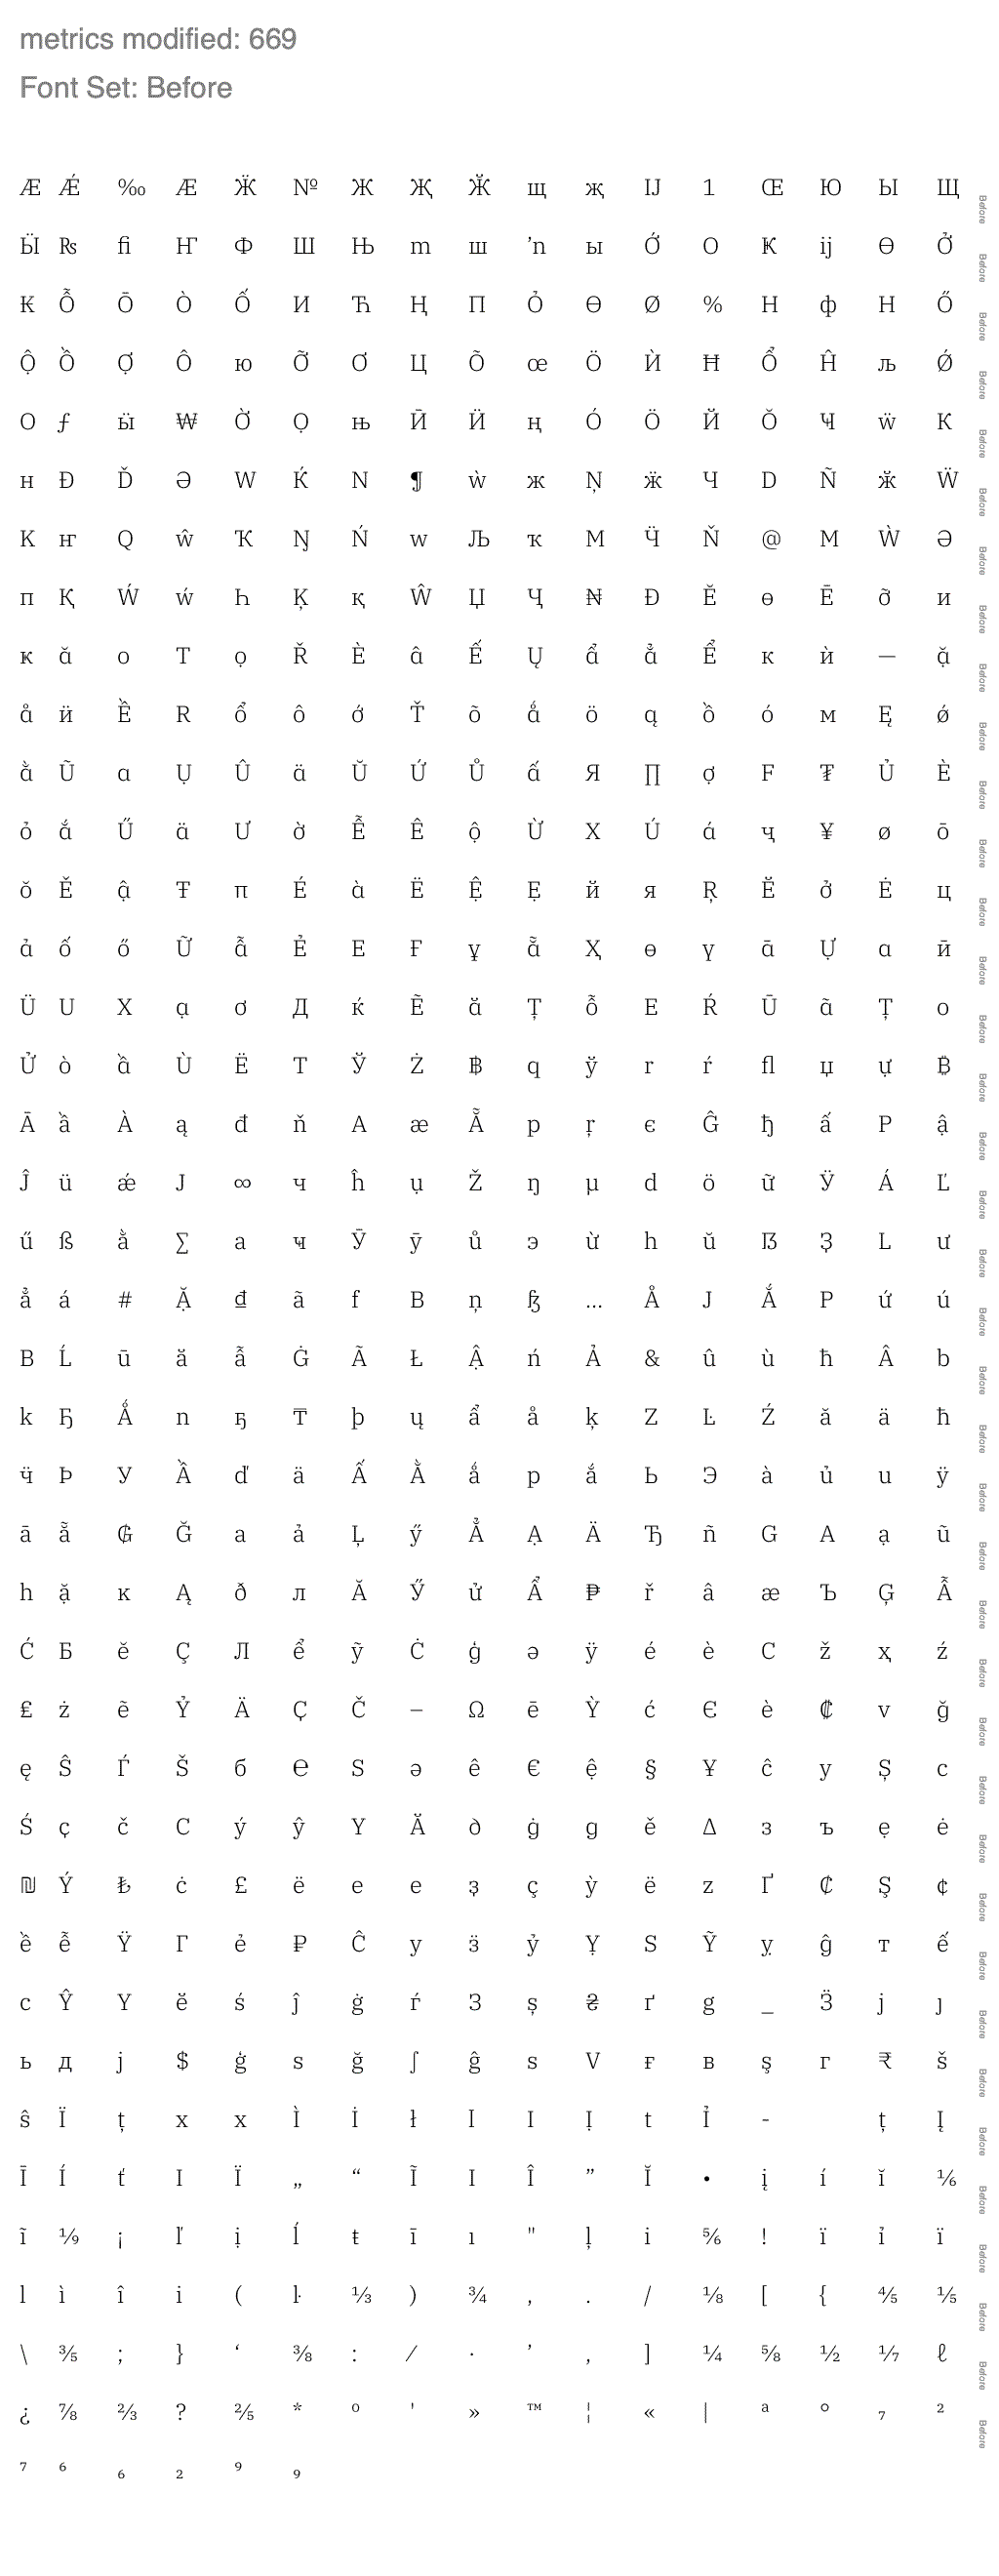 metrics modified: 669
Font Set: Before
Æ Ǽ ‰ Æ Ӝ № Ж Җ Ӂ щ җ Ĳ 1 Œ Ю Ы Щ Before
Ӹ ₨ ﬁ Ҥ Ф Ш Њ m ш ŉ ы Ớ O Ҝ ĳ Ө Ở Before
₭ Ỗ Ō Ò Ố И Ћ Ң П Ỏ Ө Ø % H ф Н Ő Before
Ộ Ồ Ợ Ô ю Ỡ Ơ Ц Õ œ Ö Ѝ Ħ Ổ Ĥ љ Ǿ Before
О ƒ ӹ ₩ Ờ Ọ њ Ӣ Ӥ ң Ó Ӧ Й Ŏ Ҹ ẅ К Before
н Đ Ď Ə W Ќ N ¶ ẁ ж Ņ ӝ Ч D Ñ ӂ Ẅ Before
K ҥ Q ŵ Ҡ Ŋ Ń w Љ ҡ M Ӵ Ň @ М Ẁ Ә Before
п Қ Ẃ ẃ Һ Ķ қ Ŵ Џ Ҷ ₦ Ð Ĕ ө Ē ỡ и Before
ҝ ă o Т ọ Ř È â Ế Ų ẩ ẳ Ể к ѝ — ặ Before
å ӥ Ề R ổ ô ớ Ť õ ǻ ö ą ồ ó м Ę ǿ Before
ằ Ũ ɑ Ụ Û ä Ŭ Ứ Ů ấ Я ∏ ợ F ₮ Ủ Ѐ Before
ỏ ắ Ű ä Ư ờ Ễ Ê ộ Ừ Х Ú á ҷ ¥ ø ō Before
ŏ Ě ậ Ŧ π É à Ë Ệ Ẹ й я Ŗ Ӗ ở Ė ц Before
ả ố ő Ữ ẫ Ẻ E Ғ ұ ẵ Ҳ ө ү ā Ự ɑ ӣ Before
Ü U X ạ ơ Д ќ Ẽ ă Ț ỗ Е Ŕ Ū ã Ţ о Before
Ử ò ầ Ù Ё T Ў Ż ฿ q ў r ŕ ﬂ џ ự ₿ Before
Ā ầ À ą đ ň А æ Ẵ p ŗ є Ĝ ђ ấ P ậ Before
Ĵ ü ǽ J ∞ ч ĥ ụ Ž ŋ µ d ӧ ữ Ӱ Á Ľ Before
ű ß ằ ∑ a ҹ Ӯ ӯ ů э ừ h ŭ ẞ Ҙ L ư Before
ẳ á # Ặ ₫ ã f В ņ ꜧ … Å Ј Ắ Р ứ ú Before
B Ĺ ū ӑ ẫ Ġ Ã Ł Ậ ń Ả &amp; û ù ħ Â b Before
k Ҕ Ǻ n ҕ ₸ þ ų ẩ å ķ Z Ŀ Ź ă ä ћ Before
ӵ Þ У Ầ ď ӓ Ấ Ằ ǻ р ắ Ь Э à ủ u ӱ Before
ā ẵ ₲ Ğ а ả Ļ ӳ Ẳ Ạ Ä Ђ ñ G A ạ ũ Before
һ ặ ĸ Ą ð л Ă Ӳ ử Ẩ ₱ ř â ӕ Ъ Ģ Ẫ Before
Ć Б ĕ Ç Л ể ỹ Ċ ģ ə ÿ é è C ž ҳ ź Before
₤ ż ẽ Ỷ Ӓ Ҫ Č – Ω ē Ỳ ć Є ѐ ₡ v ğ Before
ę Ŝ Ѓ Š б ℮ Ѕ ә ê € ệ § ¥ ĉ y Ș с Before
Ś ҫ č С ý ŷ Y Ӑ ծ ġ ɡ ě ∆ з ъ ẹ ė Before
₪ Ý ₺ ċ £ ё е e ҙ ç ỳ ë z Ґ ₵ Ş ¢ Before
ề ễ Ÿ Г ẻ ₽ Ĉ у ӟ ỷ Ỵ S Ỹ ỵ ĝ т ế Before
c Ŷ Ү ӗ ś ĵ ġ ѓ З ș ₴ ґ g _ Ӟ ј ȷ Before
ь д j $ ģ ѕ ğ ∫ ĝ s V ғ в ş г ₹ š Before
ŝ Ї ț x х Ì İ ł І I Ị t Ỉ - ţ Į Before
Ī Í ť Ӏ Ï „ “ Ĩ I Î ” Ĭ • į í ĭ ⅙ Before
ĩ ⅑ ¡ ľ ị ĺ ŧ ī ı " ļ і ⅚ ! ї ỉ ï Before
l ì î i ( ŀ ⅓ ) ¾ , . / ⅛ [ { ⅘ ⅕ Before
\ ⅗ ; } ‘ ⅜ : ⁄ · ’ ‚ ] ¼ ⅝ ½ ⅐ ℓ Before
¿ ⅞ ⅔ ? ⅖ * º ' » ™ ¦ « | ª ° ₇ ² Before
⁷ ⁶ ₆ ₂ ⁹ ₉